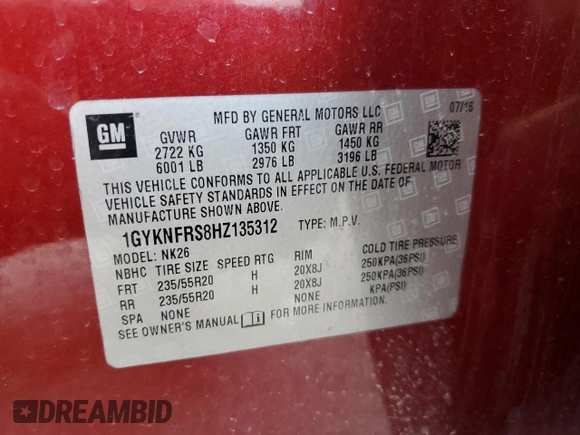 GM
MFD BY GENERAL MOTORS LLC 07/16
GVWR GAWR FRT GAWR RR
2722 KG 1350 KG 1450 KG
6001 LB 2976 LB 3196 LB
THIS VEHICLE CONFORMS TO ALL APPLICABLE U.S. FEDERAL MOTOR
VEHICLE SAFETY STANDARDS IN EFFECT ON THE DATE OF
MANUFACTURE SHOWN ABOVE.
1GYKNFRS8HZ135312 TYPE: M.P.V.
MODEL: NK26
NBHC TIRE SIZE SPEED RTG RIM COLD TIRE PRESSURE
FRT 235/55R20 H 20X8J 250KPA(36PSI)
RR 235/55R20 H 20X8J 250KPA(36PSI)
SPA NONE NONE KPA(PSI)
SEE OWNER'S MANUAL FOR MORE INFORMATION.
DREAMBID